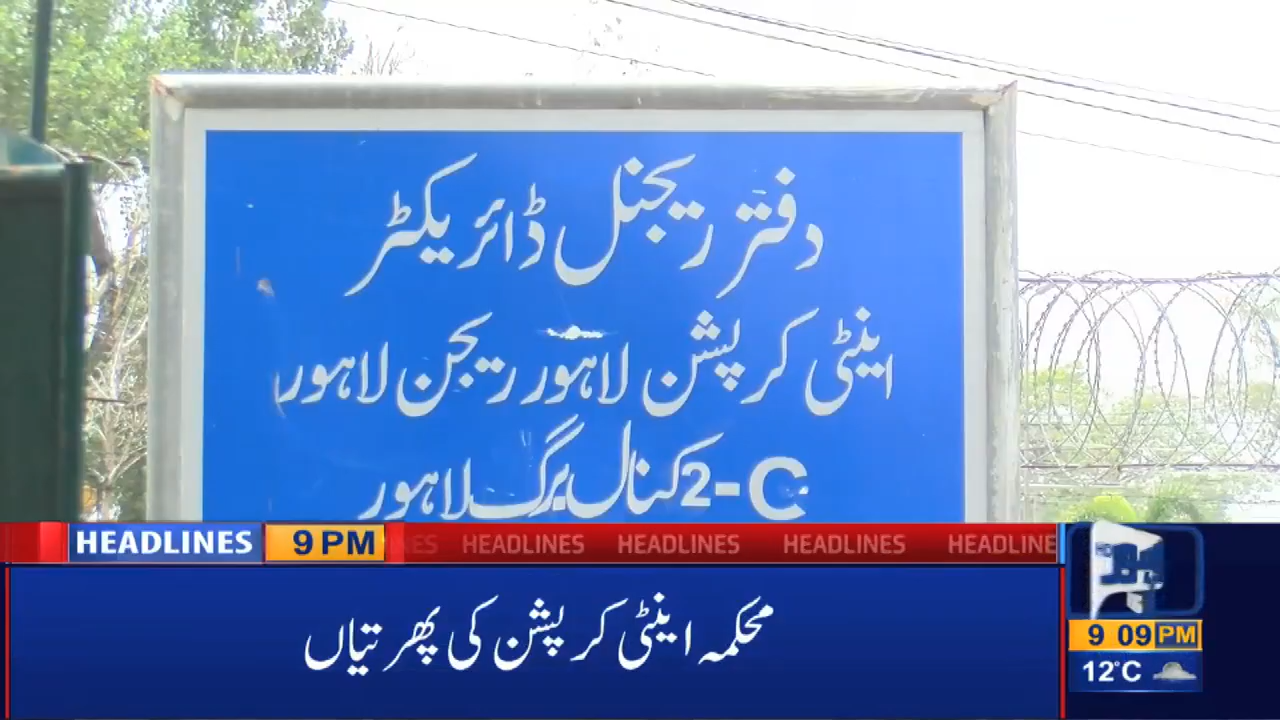 دفتر ریجنل ڈائریکٹر
اینٹی کرپشن لاہور ریجن لاہور
2-C کنال برگ لاہور
HEADLINES 9 PM HEADLINES HEADLINES HEADLINES HEADLINE
محکمہ اینٹی کرپشن کی پھرتیاں
9 09 PM
12°C